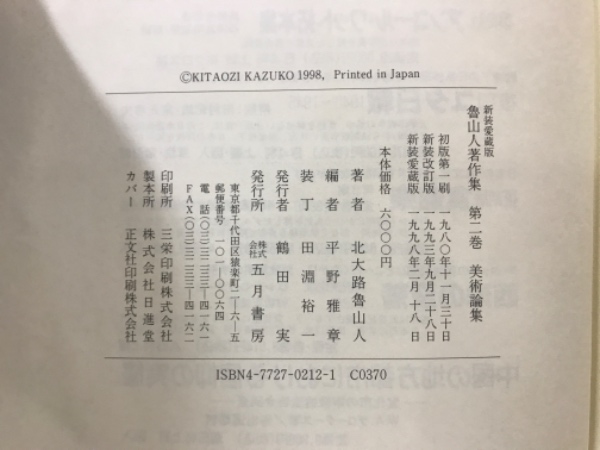 ©KITAOZI KAZUKO 1998, Printed in Japan
新装愛蔵版
魯山人著作集 第二巻 美術論集
初版第一刷 一九八〇年十一月三十日
新装改訂版 一九九三年九月二十八日
新装愛蔵版 一九九八年二月十八日
本体価格 六〇〇〇円
著者 北大路魯山人
編者 平野雅章
装丁 田淵裕一
発行者 鶴田実
発行所 株式会社 五月書房
東京都千代田区猿楽町二―六―五
郵便番号 一〇一―〇〇六四
電話(〇三)三二三三―四一六一
FAX(〇三)三二三三―四一六二
印刷所 三栄印刷株式会社
製本所 株式会社日進堂
カバー 正文社印刷株式会社
ISBN4-7727-0212-1 C0370